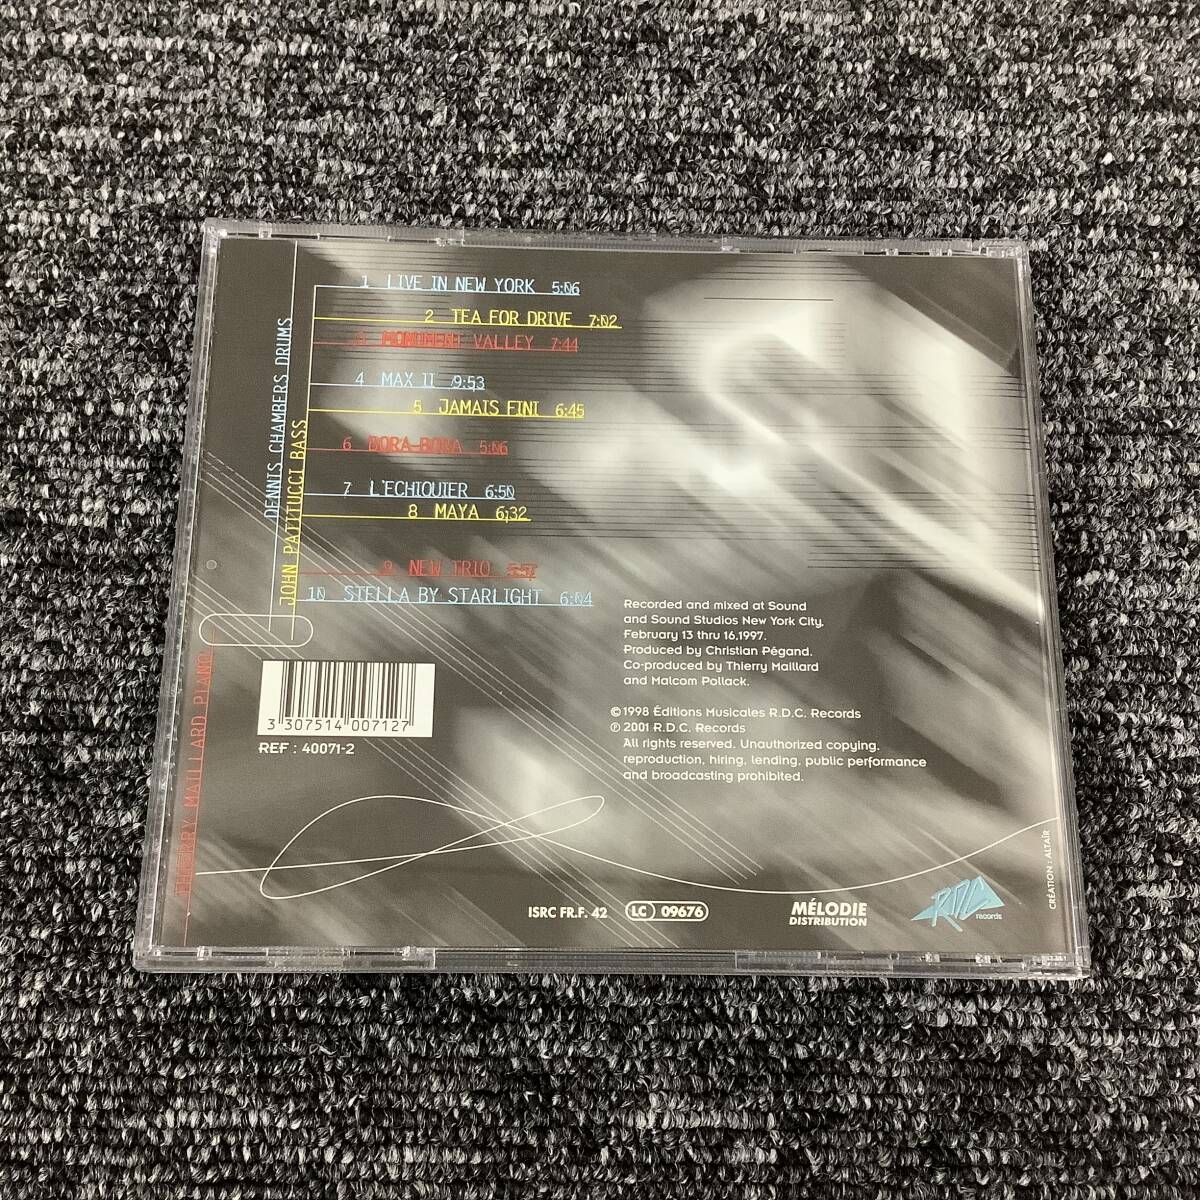 1 LIVE IN NEW YORK 5:06
2 TEA FOR DRIVE 7:02
3 MONUMENT VALLEY 7:44
4 MAX II 9:53
5 JAMAIS FINI 6:45
6 BORA-BORA 5:06
7 L'ECHIQUIER 6:50
8 MAYA 6:32
9 NEW TRIO
10 STELLA BY STARLIGHT 6:04
DENNIS CHAMBERS DRUMS
JOHN PATITUCCI BASS
THIERRY MAILLARD PIANO
Recorded and mixed at Sound
and Sound Studios New York City,
February 13 thru 16,1997.
Produced by Christian Pégand.
Co-produced by Thierry Maillard
and Malcom Pollack.
©1998 Éditions Musicales R.D.C. Records
℗ 2001 R.D.C. Records
All rights reserved. Unauthorized copying,
reproduction, hiring, lending, public performance
and broadcasting prohibited.
3 307514 007127
REF : 40071-2
ISRC FR.F. 42
LC 09676
MÉLODIE
DISTRIBUTION
RDC
records
CRÉATION : ALTAÏR